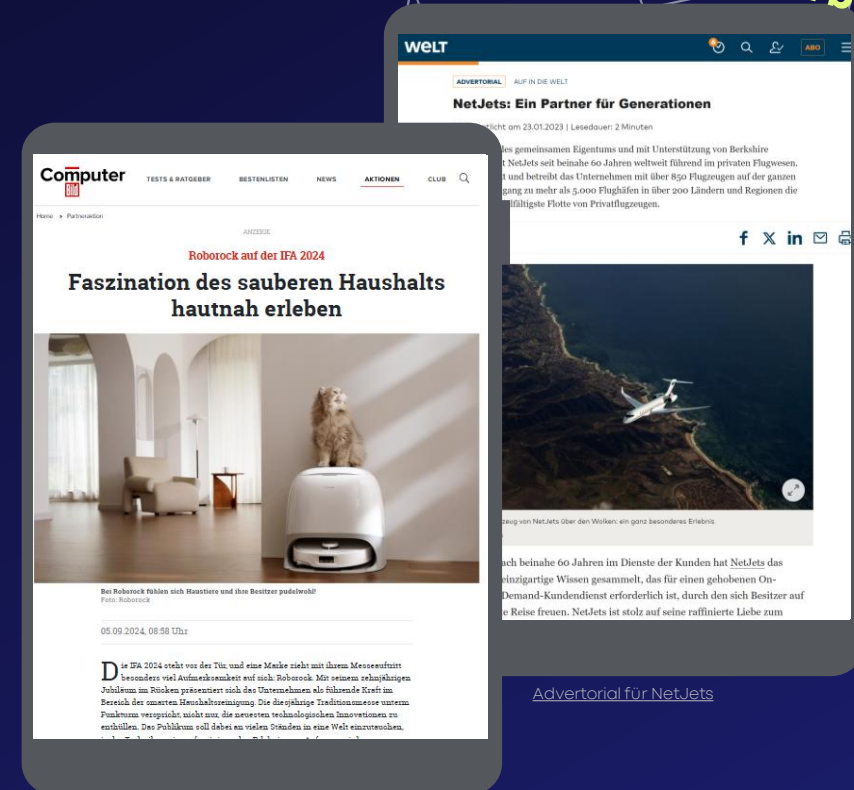 WELT
ABO
ADVERTORIAL AUF IN DIE WELT
NetJets: Ein Partner für Generationen
licht am 23.01.2023 | Lesedauer: 2 Minuten
des gemeinsamen Eigentums und mit Unterstützung von Berkshire
t NetJets seit beinahe 60 Jahren weltweit führend im privaten Flugwesen.
t und betreibt das Unternehmen mit über 850 Flugzeugen auf der ganzen
gang zu mehr als 5.000 Flughäfen in über 200 Ländern und Regionen die
lfältigste Flotte von Privatflugzeugen.
zeug von NetJets über den Wolken: ein ganz besonderes Erlebnis
ach beinahe 60 Jahren im Dienste der Kunden hat NetJets das
einzigartige Wissen gesammelt, das für einen gehobenen On-
Demand-Kundendienst erforderlich ist, durch den sich Besitzer auf
e Reise freuen. NetJets ist stolz auf seine raffinierte Liebe zum
Advertorial für NetJets
Computer
Bild
TESTS & RATGEBER BESTENLISTEN NEWS AKTIONEN CLUB
Home ▸ Partneraktion
ANZEIGE
Roborock auf der IFA 2024
Faszination des sauberen Haushalts
hautnah erleben
Bei Roborock fühlen sich Haustiere und ihre Besitzer pudelwohl!
Foto: Roborock
05.09.2024, 08:58 Uhr
Die IFA 2024 steht vor der Tür, und eine Marke zieht mit ihrem Messeauftritt
besonders viel Aufmerksamkeit auf sich: Roborock. Mit seinem zehnjährigen
Jubiläum im Rücken präsentiert sich das Unternehmen als führende Kraft im
Bereich der smarten Haushaltsreinigung. Die diesjährige Traditionsmesse unterm
Funkturm verspricht, nicht nur, die neuesten technologischen Innovationen zu
enthüllen. Das Publikum soll dabei an vielen Ständen in eine Welt einzutauchen,